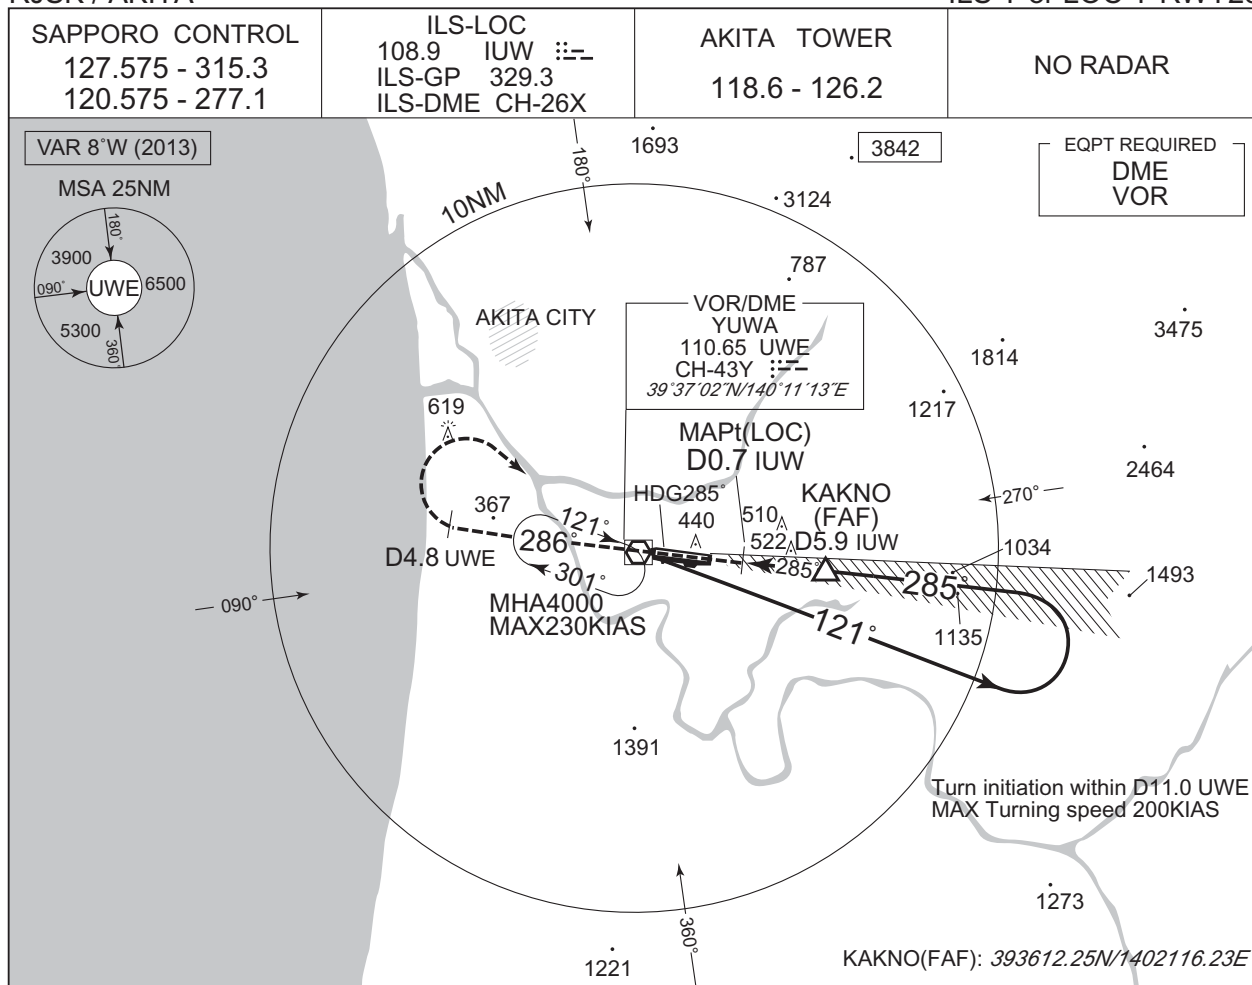 SAPPORO CONTROL
127.575 - 315.3
120.575 - 277.1
ILS-LOC
108.9 IUW
ILS-GP 329.3
ILS-DME CH-26X
AKITA TOWER
118.6 - 126.2
NO RADAR
VAR 8°W (2013)
MSA 25NM
180°
3900
090°
UWE
6500
5300
360°
180°
1693
3842
EQPT REQUIRED
DME
VOR
10NM
3124
787
AKITA CITY
VOR/DME
YUWA
110.65 UWE
CH-43Y
39°37´02˝N/140°11´13˝E
3475
1814
1217
619
MAPt(LOC)
D0.7 IUW
2464
HDG285°
KAKNO
(FAF)
D5.9 IUW
270°
367
121°
440
510
522
286°
D4.8 UWE
1034
301°
285°
285°
1493
090°
MHA4000
MAX230KIAS
121°
1135
1391
Turn initiation within D11.0 UWE
MAX Turning speed 200KIAS
1273
360°
1221
KAKNO(FAF): 393612.25N/1402116.23E